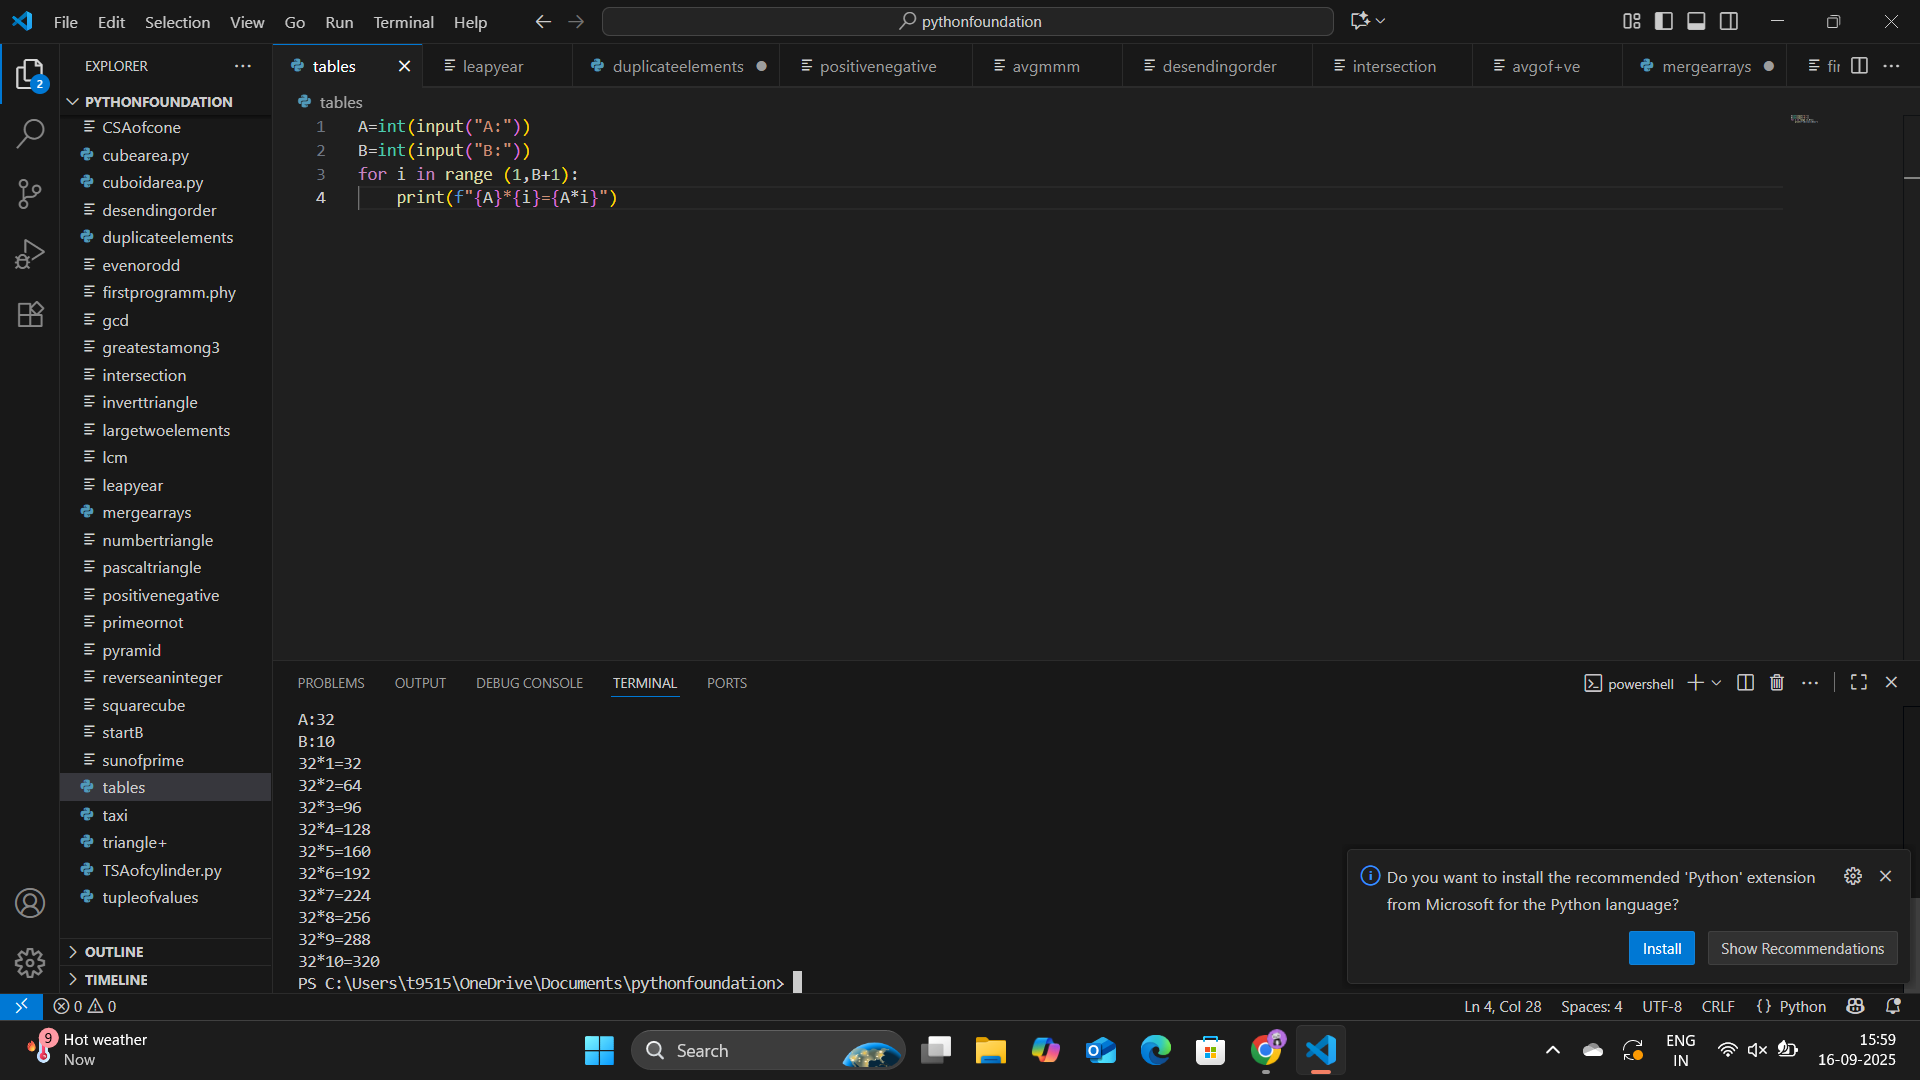 File Edit Selection View Go Run Terminal Help
pythonfoundation
2
EXPLORER
tables
leapyear
duplicateelements
positivenegative
avgmmm
desendingorder
intersection
avgof+ve
mergearrays
PYTHONFOUNDATION
CSAofcone
cubearea.py
cuboidarea.py
desendingorder
duplicateelements
evenorodd
firstprogramm.phy
gcd
greatestamong3
intersection
inverttriangle
largetwoelements
lcm
leapyear
mergearrays
numbertriangle
pascaltriangle
positivenegative
primeornot
pyramid
reverseaninteger
squarecube
startB
sunofprime
tables
taxi
triangle+
TSAofcylinder.py
tupleofvalues
OUTLINE
TIMELINE
tables
1 A=int(input("A:"))
2 B=int(input("B:"))
3 for i in range (1,B+1):
4 print(f"{A}*{i}={A*i}")
PROBLEMS OUTPUT DEBUG CONSOLE TERMINAL PORTS
powershell
A:32
B:10
32*1=32
32*2=64
32*3=96
32*4=128
32*5=160
32*6=192
32*7=224
32*8=256
32*9=288
32*10=320
PS C:\Users\t9515\OneDrive\Documents\pythonfoundation>
Do you want to install the recommended 'Python' extension
from Microsoft for the Python language?
Install
Show Recommendations
0 0
Ln 4, Col 28 Spaces: 4 UTF-8 CRLF {} Python
9
Hot weather
Now
Search
ENG
IN
15:59
16-09-2025